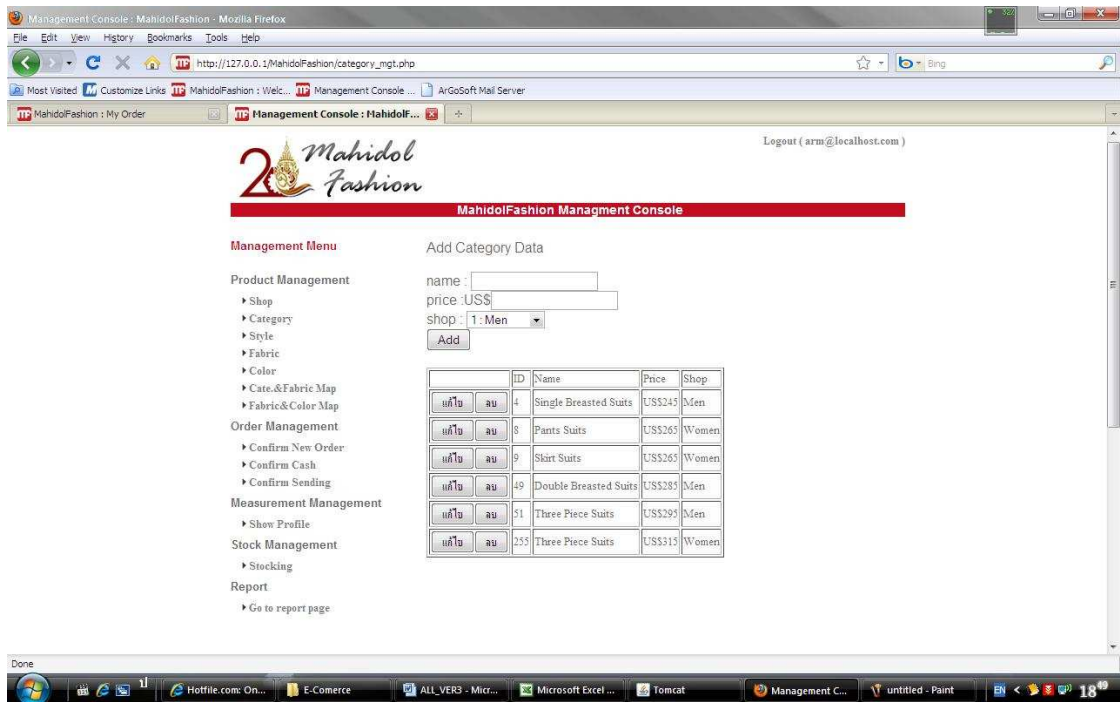 Management Console : MahidolFashion - Mozilla Firefox
File Edit View History Bookmarks Tools Help
http://127.0.0.1/MahidolFashion/category_mgt.php
Bing
Most Visited Customize Links MahidolFashion : Welc... Management Console ... ArGoSoft Mail Server
MahidolFashion : My Order
Management Console : MahidolF...
Logout ( arm@localhost.com )
20 Mahidol
Fashion
MahidolFashion Managment Console
Management Menu
Product Management
Shop
Category
Style
Fabric
Color
Cate.&Fabric Map
Fabric&Color Map
Order Management
Confirm New Order
Confirm Cash
Confirm Sending
Measurement Management
Show Profile
Stock Management
Stocking
Report
Go to report page
Add Category Data
name :
price :US$
shop : 1 : Men
Add
ID Name Price Shop
แก้ไข ลบ 4 Single Breasted Suits US$245 Men
แก้ไข ลบ 8 Pants Suits US$265 Women
แก้ไข ลบ 9 Skirt Suits US$265 Women
แก้ไข ลบ 49 Double Breasted Suits US$285 Men
แก้ไข ลบ 51 Three Piece Suits US$295 Men
แก้ไข ลบ 255 Three Piece Suits US$315 Women
Done
Hotfile.com: On... E-Comerce ALL_VER3 - Micr... Microsoft Excel ... Tomcat Management C... untitled - Paint EN 18 49